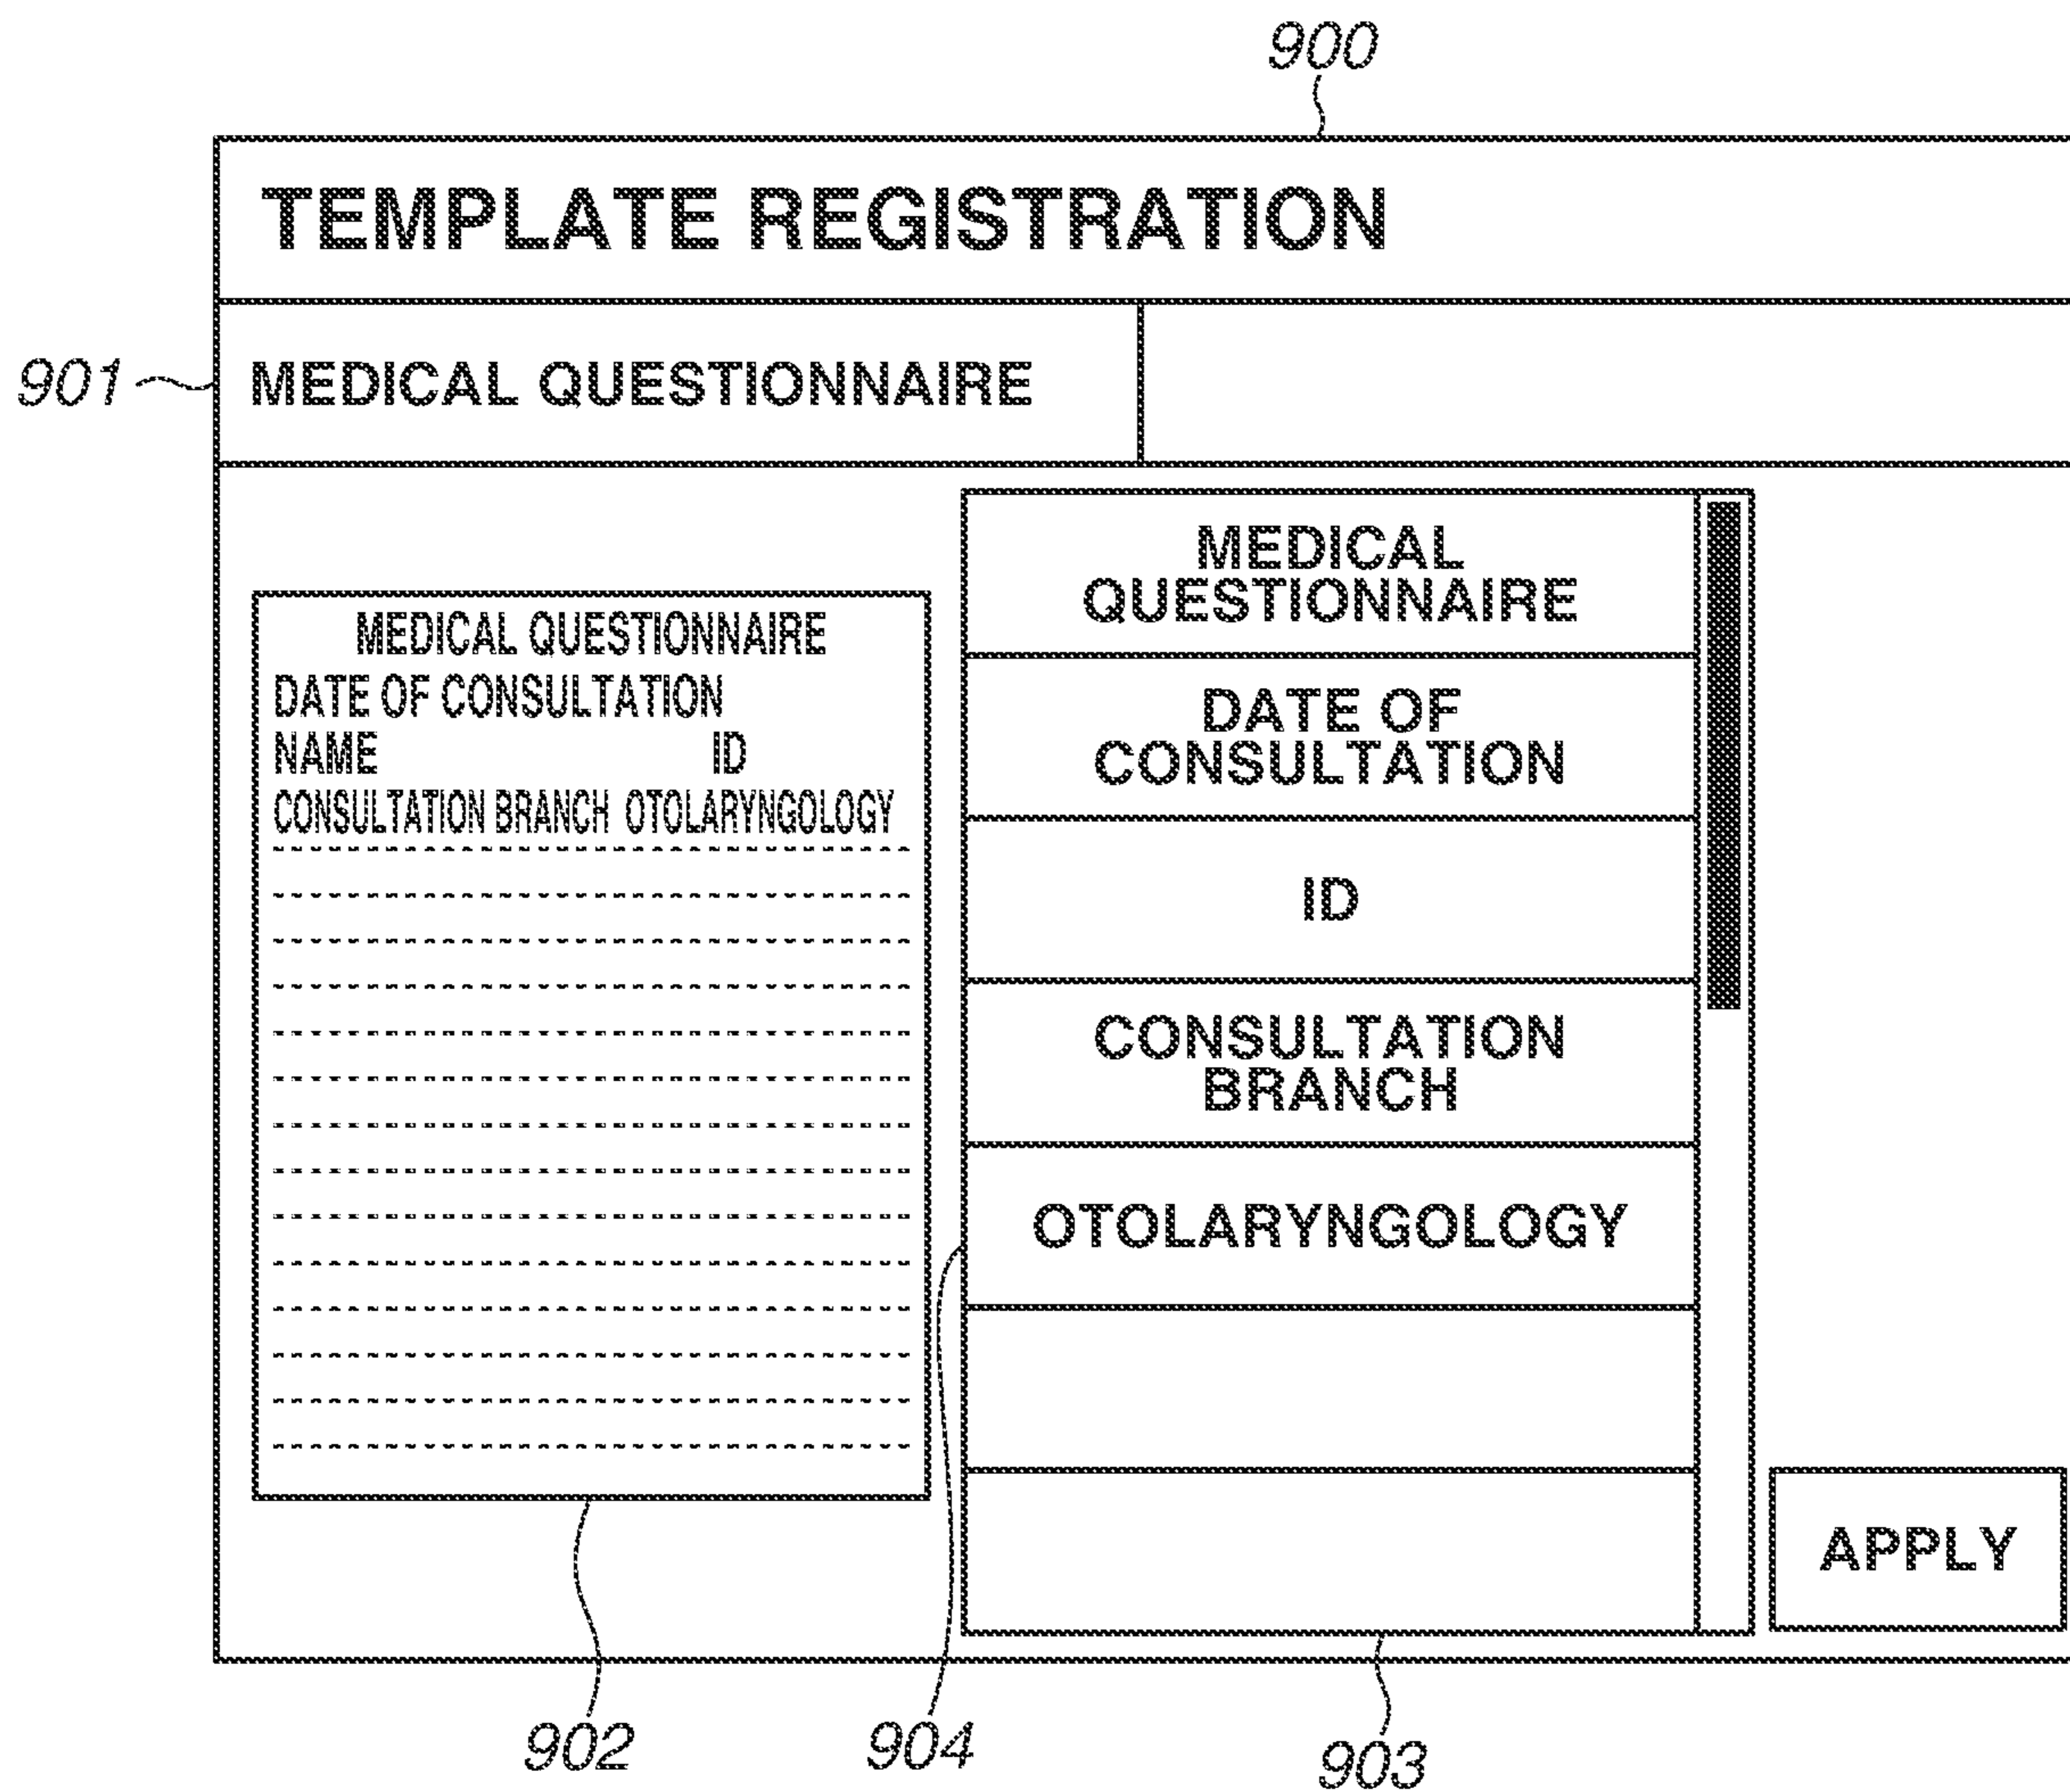 900
TEMPLATE REGISTRATION
901
MEDICAL QUESTIONNAIRE
MEDICAL QUESTIONNAIRE
DATE OF CONSULTATION
NAME ID
CONSULTATION BRANCH OTOLARYNGOLOGY
MEDICAL
QUESTIONNAIRE
DATE OF
CONSULTATION
ID
CONSULTATION
BRANCH
OTOLARYNGOLOGY
APPLY
902
904
903